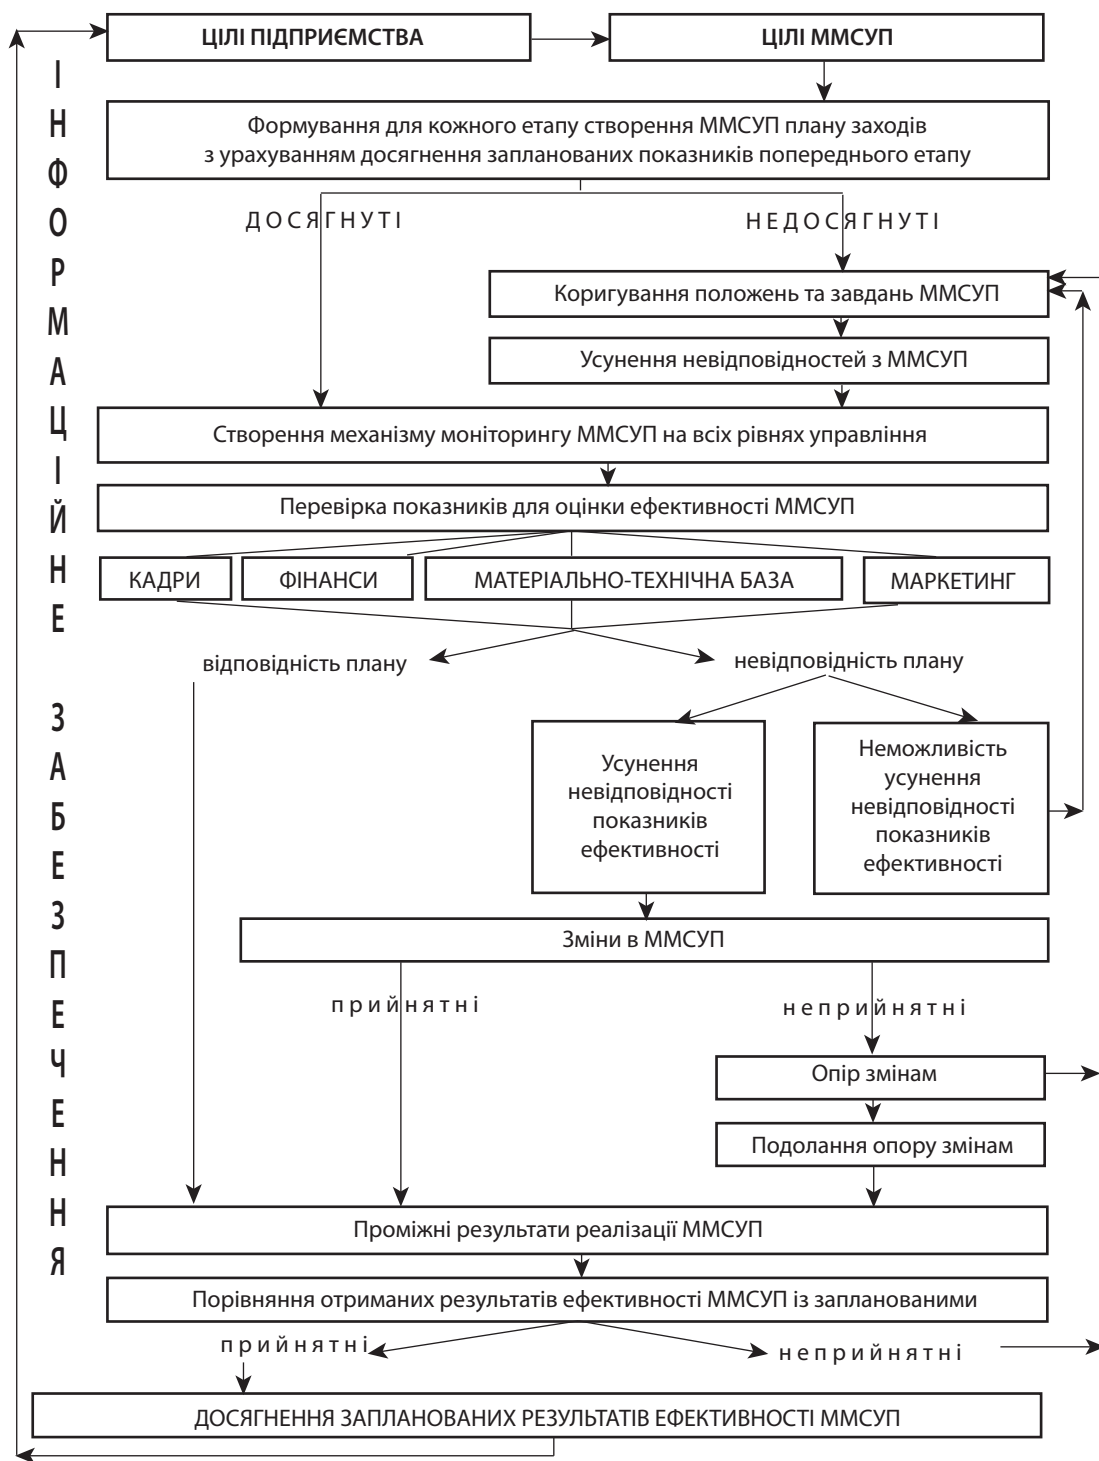 ЦІЛІ ПІДПРИЄМСТВА
ЦІЛІ ММСУП
ІНФОРМАЦІЙНЕ ЗАБЕЗПЕЧЕННЯ
Формування для кожного етапу створення ММСУП плану заходів
з урахуванням досягнення запланованих показників попереднього етапу
ДОСЯГНУТІ
НЕДОСЯГНУТІ
Коригування положень та завдань ММСУП
Усунення невідповідностей з ММСУП
Створення механізму моніторингу ММСУП на всіх рівнях управління
Перевірка показників для оцінки ефективності ММСУП
КАДРИ
ФІНАНСИ
МАТЕРІАЛЬНО-ТЕХНІЧНА БАЗА
МАРКЕТИНГ
відповідність плану
невідповідність плану
Усунення
невідповідності
показників
ефективності
Неможливість
усунення
невідповідності
показників
ефективності
Зміни в ММСУП
прийнятні
неприйнятні
Опір змінам
Подолання опору змінам
Проміжні результати реалізації ММСУП
Порівняння отриманих результатів ефективності ММСУП із запланованими
прийнятні
неприйнятні
ДОСЯГНЕННЯ ЗАПЛАНОВАНИХ РЕЗУЛЬТАТІВ ЕФЕКТИВНОСТІ ММСУП